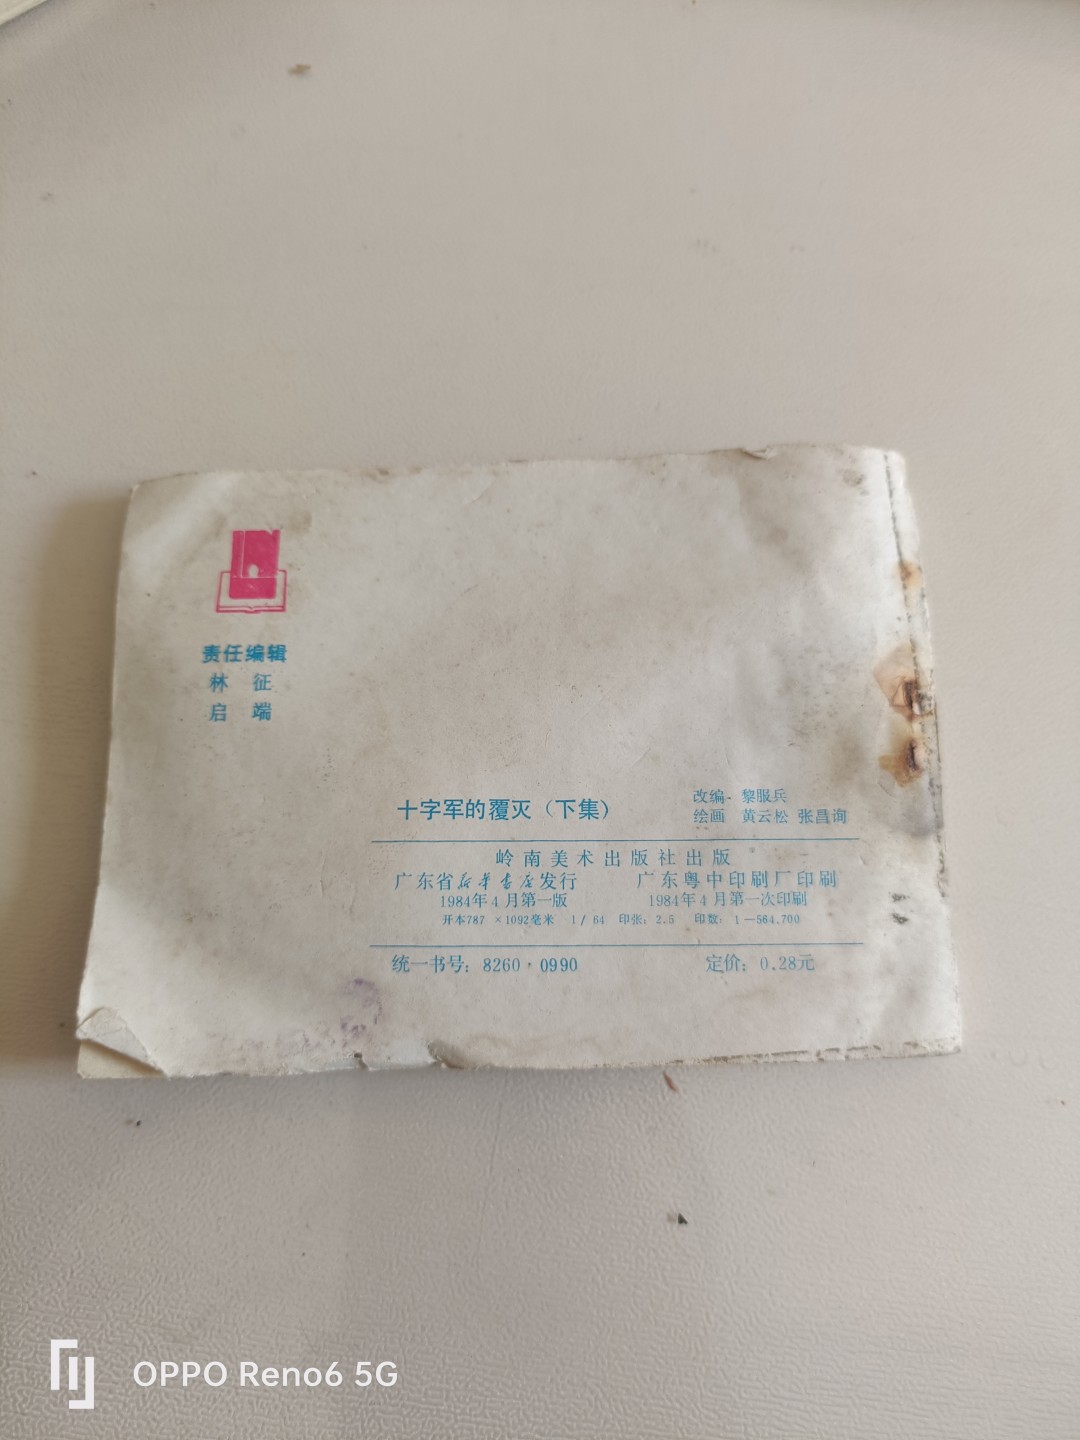 责任编辑
林 征
启 端
十字军的覆灭（下集）
改编 黎服兵
绘画 黄云松 张昌询
岭南美术出版社出版
广东省新华书店发行 广东粤中印刷厂印刷
1984年4月第一版 1984年4月第一次印刷
开本787×1092毫米 1/64 印张：2.5 印数：1—564.700
统一书号：8260·0990 定价：0.28元
OPPO Reno6 5G